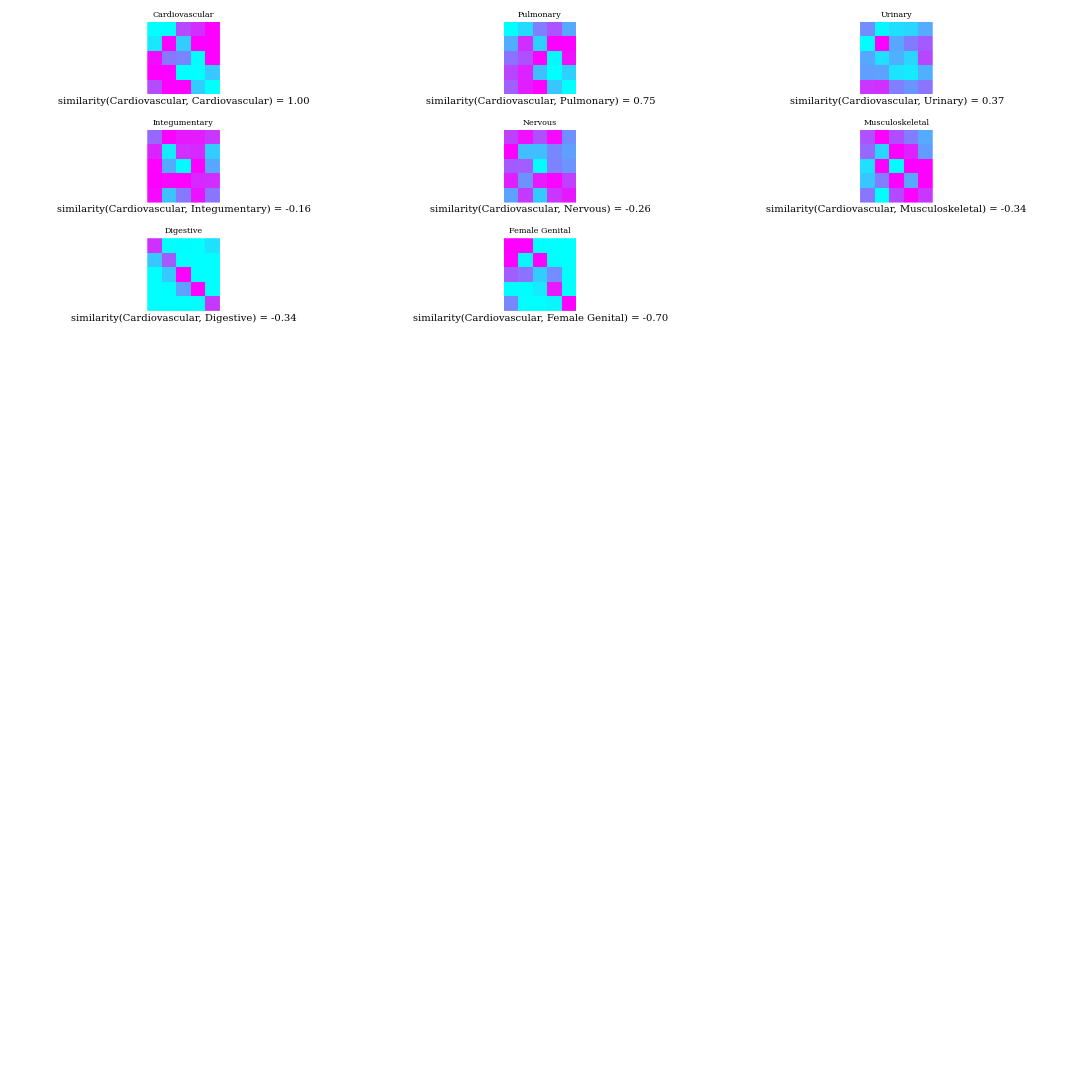 Cardiovascular
similarity(Cardiovascular, Cardiovascular) = 1.00
Pulmonary
similarity(Cardiovascular, Pulmonary) = 0.75
Urinary
similarity(Cardiovascular, Urinary) = 0.37
Integumentary
similarity(Cardiovascular, Integumentary) = -0.16
Nervous
similarity(Cardiovascular, Nervous) = -0.26
Musculoskeletal
similarity(Cardiovascular, Musculoskeletal) = -0.34
Digestive
similarity(Cardiovascular, Digestive) = -0.34
Female Genital
similarity(Cardiovascular, Female Genital) = -0.70